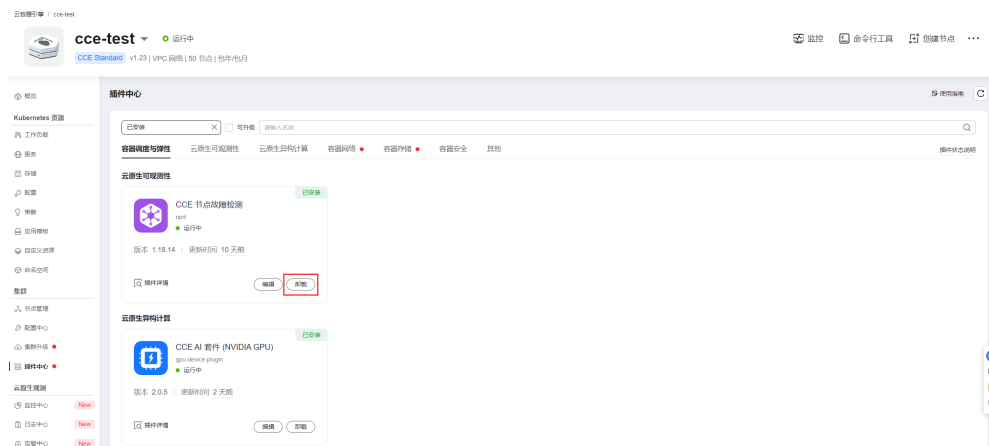 云容器引擎 / cce-test
cce-test 运行中 监控 命令行工具 创建节点 ...
CCE Standard v1.23 | VPC 网络 | 50 节点 | 包年/包月
概览
Kubernetes 资源
工作负载
服务
存储
配置
策略
应用模板
自定义资源
命名空间
集群
节点管理
配置中心
集群升级
插件中心
云原生观测
监控中心 New
日志中心 New
告警中心 New
插件中心 使用指南
已安装 可升级 请输入名称
容器调度与弹性 云原生可观测性 云原生异构计算 容器网络 容器存储 容器安全 其他 插件状态说明
云原生可观测性
已安装
CCE 节点故障检测
npd
运行中
版本 1.18.14 | 更新时间 10 天前
插件详情 编辑 卸载
云原生异构计算
已安装
CCE AI 套件 (NVIDIA GPU)
gpu-device-plugin
运行中
版本 2.0.5 | 更新时间 2 天前
插件详情 编辑 卸载